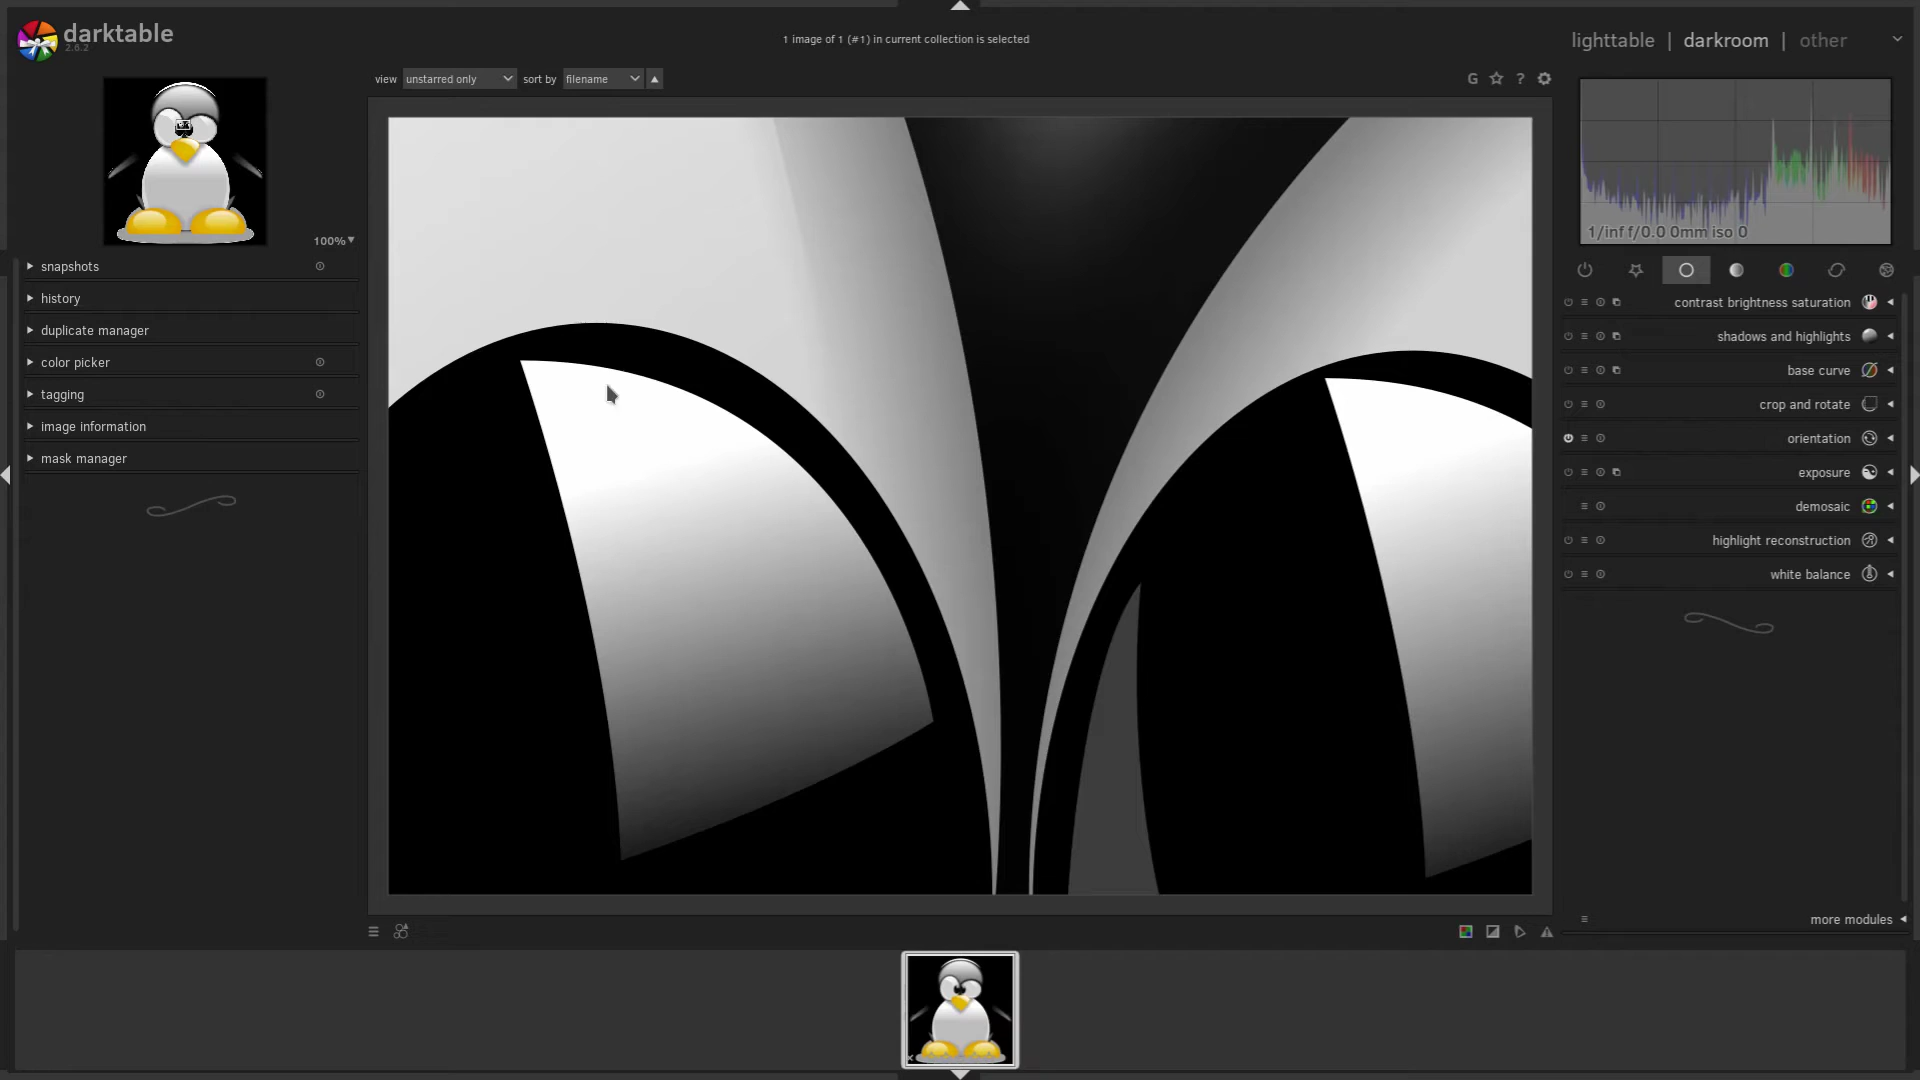 darktable
2.6.2
1 image of 1 (#1) in current collection is selected
lighttable | darkroom | other
view unstarred only sort by filename
G ?
100%
1/inf f/0.0 0mm iso 0
snapshots
history
duplicate manager
color picker
tagging
image information
mask manager
contrast brightness saturation
shadows and highlights
base curve
crop and rotate
orientation
exposure
demosaic
highlight reconstruction
white balance
more modules